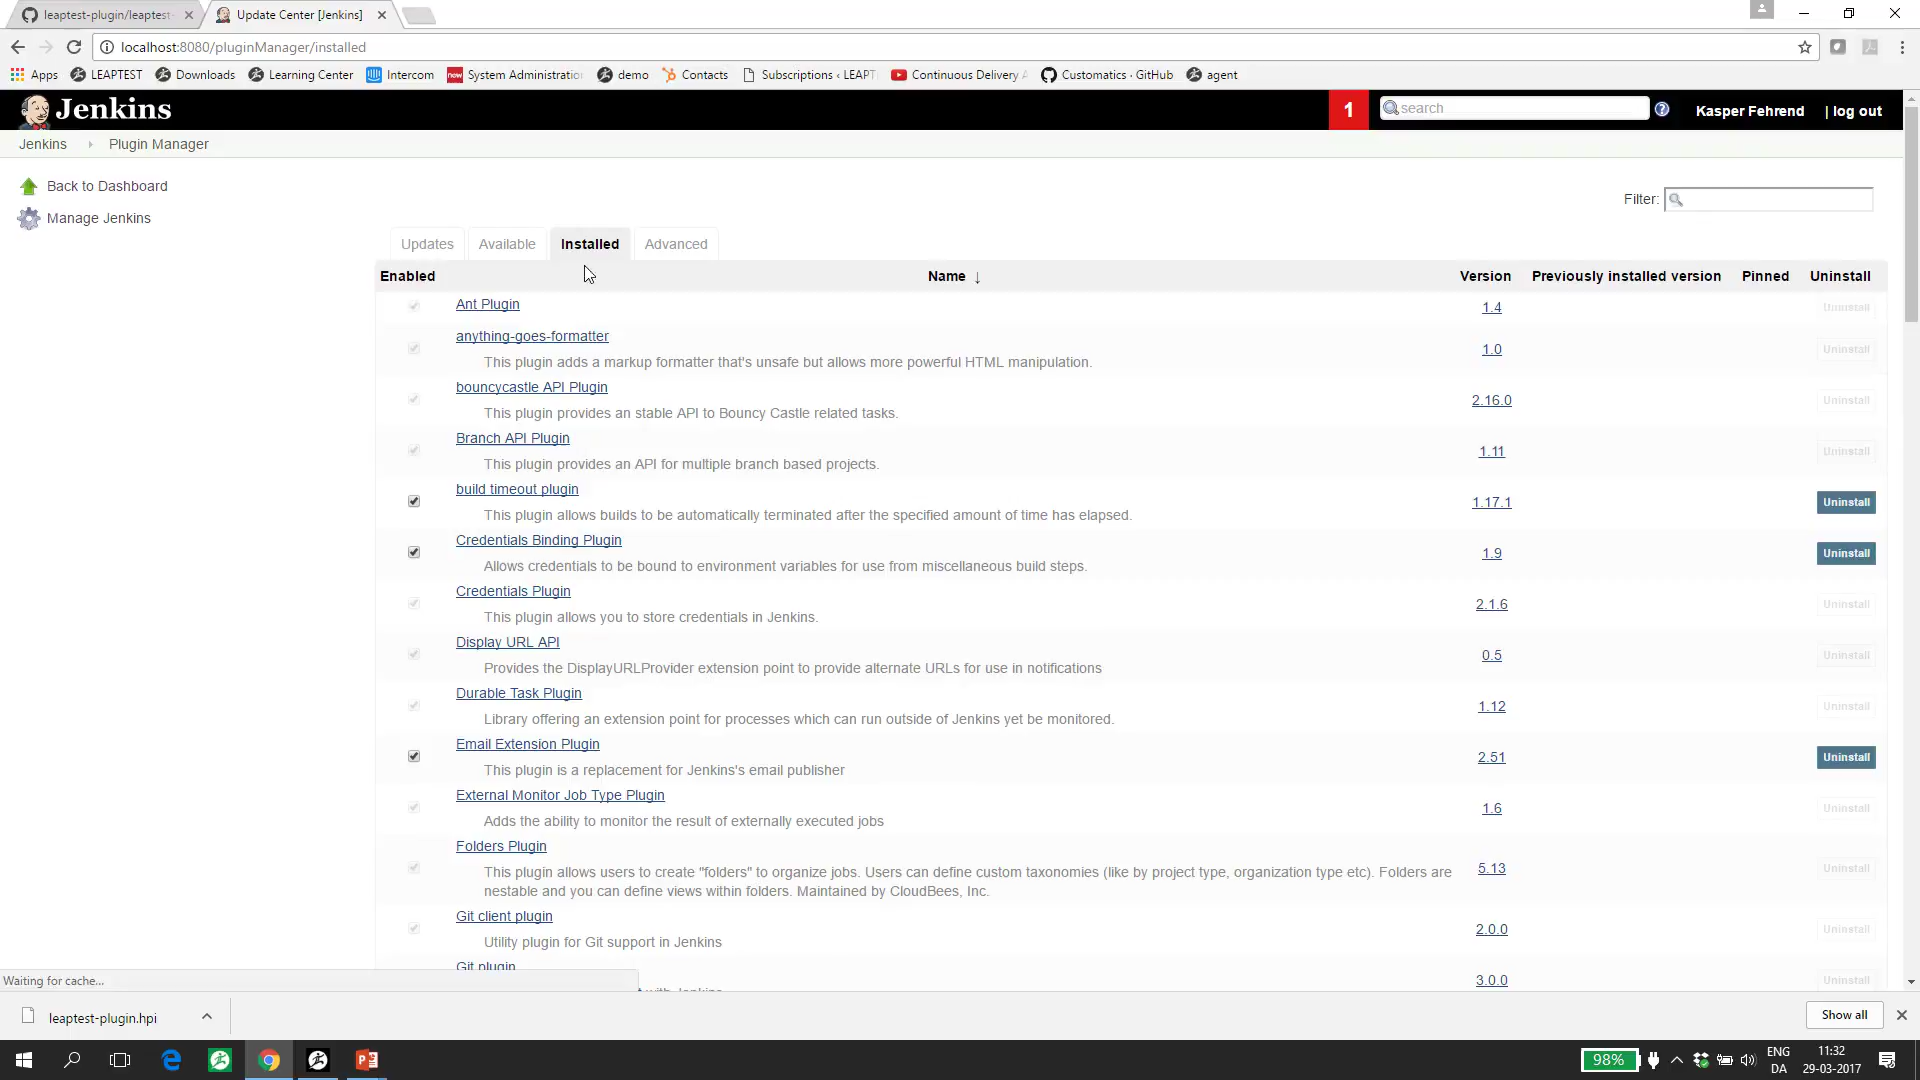 leaptest-plugin/leaptest-
Update Center [Jenkins]
localhost:8080/pluginManager/installed
Apps
LEAPTEST
Downloads
Learning Center
Intercom
System Administratio
demo
Contacts
Subscriptions ‹ LEAPT
Continuous Delivery
Customatics · GitHub
agent
Jenkins
1
search
Kasper Fehrend
| log out
Jenkins
Plugin Manager
Back to Dashboard
Manage Jenkins
Filter:
Updates
Available
Installed
Advanced
Enabled
Name ↓
Version
Previously installed version
Pinned
Uninstall
Ant Plugin
1.4
Uninstall
anything-goes-formatter
This plugin adds a markup formatter that's unsafe but allows more powerful HTML manipulation.
1.0
Uninstall
bouncycastle API Plugin
This plugin provides an stable API to Bouncy Castle related tasks.
2.16.0
Uninstall
Branch API Plugin
This plugin provides an API for multiple branch based projects.
1.11
Uninstall
build timeout plugin
This plugin allows builds to be automatically terminated after the specified amount of time has elapsed.
1.17.1
Uninstall
Credentials Binding Plugin
Allows credentials to be bound to environment variables for use from miscellaneous build steps.
1.9
Uninstall
Credentials Plugin
This plugin allows you to store credentials in Jenkins.
2.1.6
Uninstall
Display URL API
Provides the DisplayURLProvider extension point to provide alternate URLs for use in notifications
0.5
Uninstall
Durable Task Plugin
Library offering an extension point for processes which can run outside of Jenkins yet be monitored.
1.12
Uninstall
Email Extension Plugin
This plugin is a replacement for Jenkins's email publisher
2.51
Uninstall
External Monitor Job Type Plugin
Adds the ability to monitor the result of externally executed jobs
1.6
Uninstall
Folders Plugin
This plugin allows users to create "folders" to organize jobs. Users can define custom taxonomies (like by project type, organization type etc). Folders are
nestable and you can define views within folders. Maintained by CloudBees, Inc.
5.13
Uninstall
Git client plugin
Utility plugin for Git support in Jenkins
2.0.0
Uninstall
Git plugin
3.0.0
Uninstall
Waiting for cache...
leaptest-plugin.hpi
Show all
98%
ENG
DA
11:32
29-03-2017